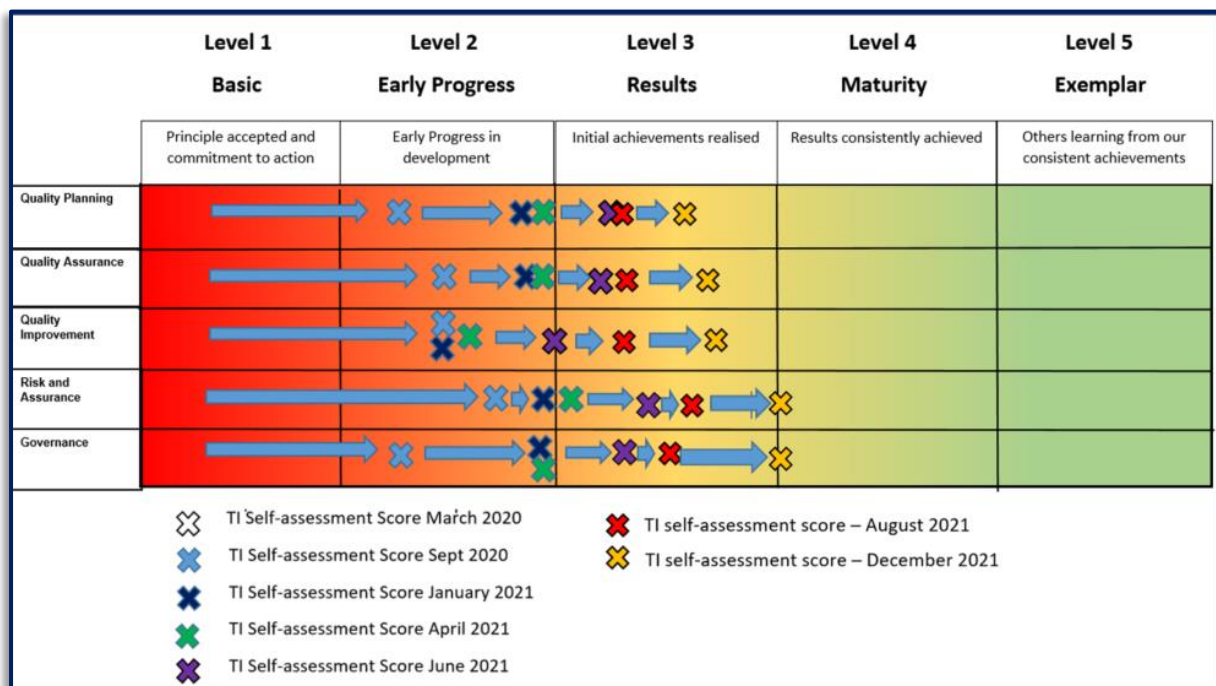 Level 1
Level 2
Level 3
Level 4
Level 5
Basic
Early Progress
Results
Maturity
Exemplar
Principle accepted and
commitment to action
Early Progress in
development
Initial achievements realised
Results consistently achieved
Others learning from our
consistent achievements
Quality Planning
Quality Assurance
Quality
Improvement
Risk and
Assurance
Governance
TI Self-assessment Score March 2020
TI Self-assessment Score Sept 2020
TI Self-assessment Score January 2021
TI Self-assessment Score April 2021
TI Self-assessment Score June 2021
TI self-assessment score – August 2021
TI self-assessment score – December 2021